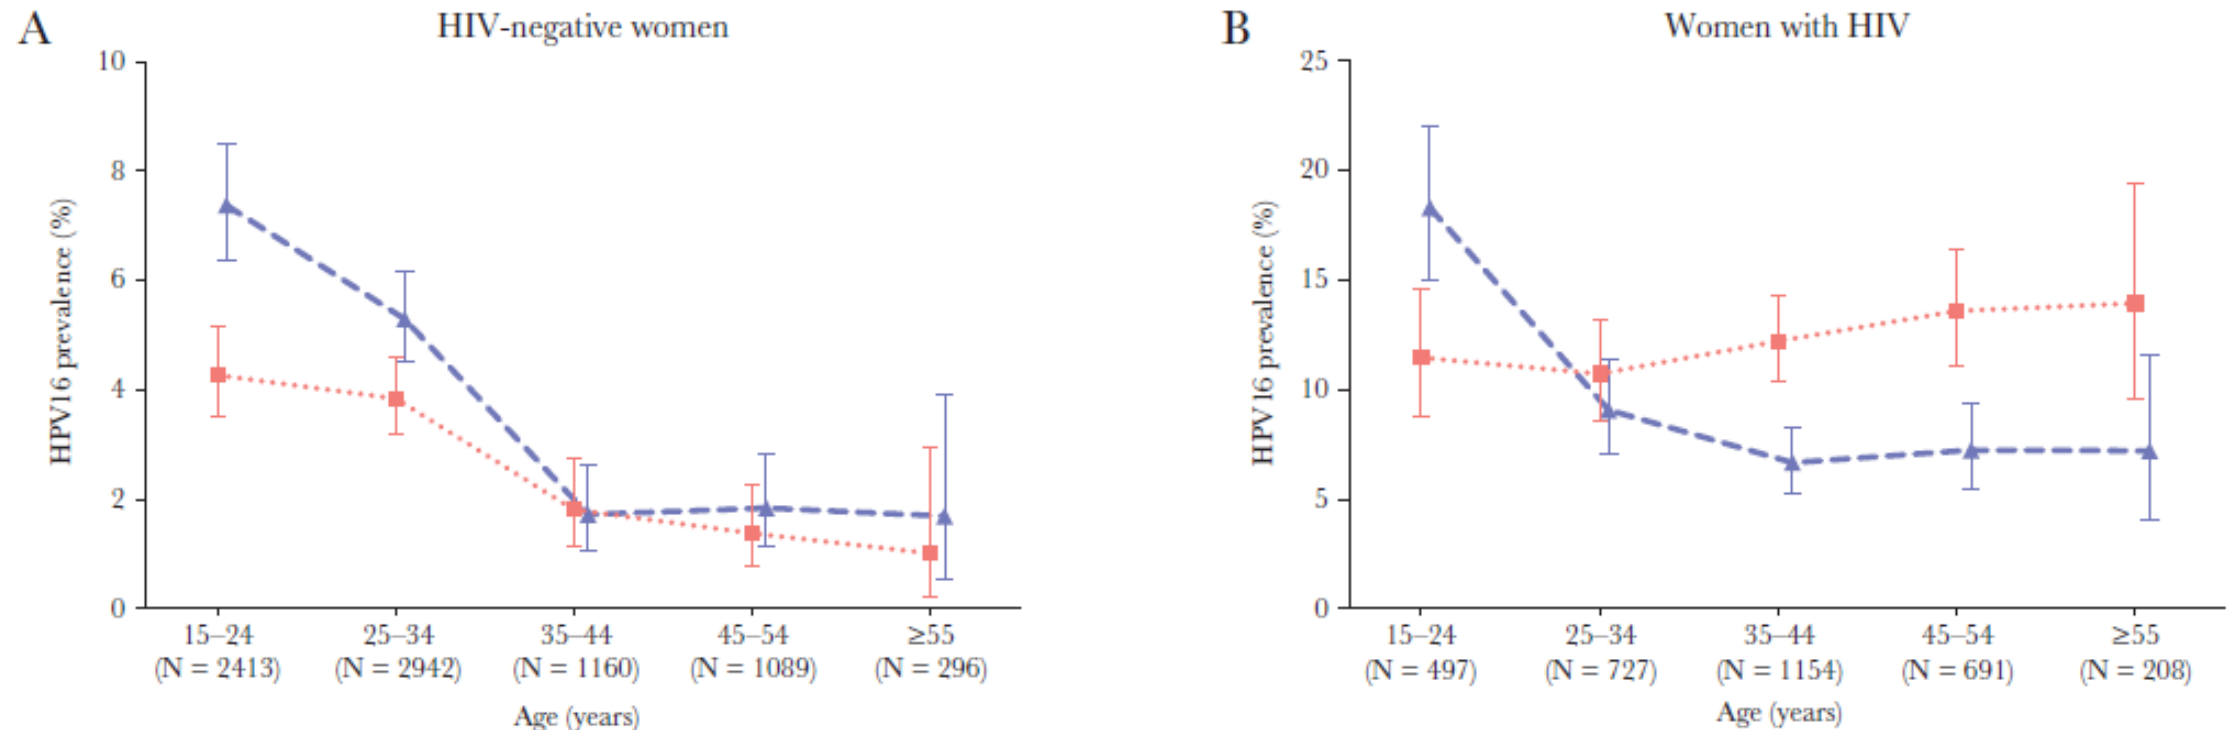 A
HIV-negative women
HPV16 prevalence (%)
10
8
6
4
2
0
15–24 25–34 35–44 45–54 ≥55
(N = 2413) (N = 2942) (N = 1160) (N = 1089) (N = 296)
Age (years)
B
Women with HIV
HPV16 prevalence (%)
25
20
15
10
5
0
15–24 25–34 35–44 45–54 ≥55
(N = 497) (N = 727) (N = 1154) (N = 691) (N = 208)
Age (years)